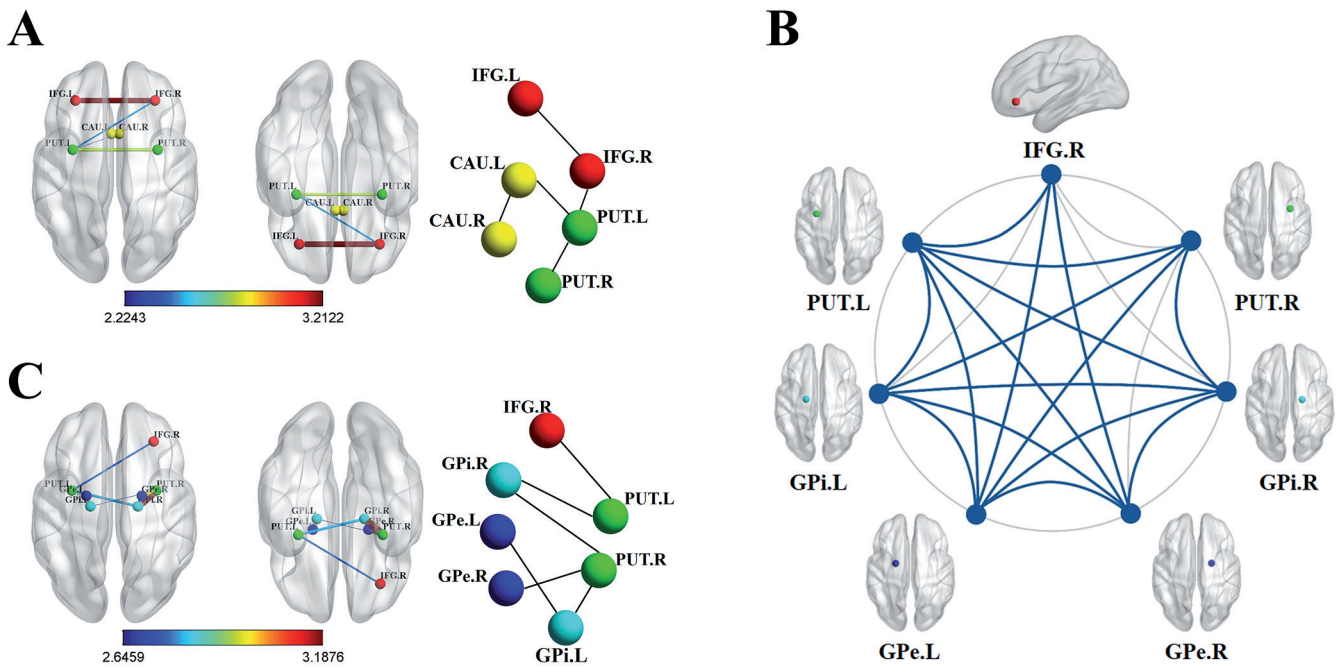 A
IFG.L
IFG.R
CAU.L
CAU.R
PUT.L
PUT.R
PUT.L
PUT.R
CAU.L
CAU.R
IFG.L
IFG.R
2.2243
3.2122
IFG.L
IFG.R
CAU.L
CAU.R
PUT.L
PUT.R
B
IFG.R
PUT.L
PUT.R
GPi.L
GPi.R
GPe.L
GPe.R
C
IFG.R
PUT.L
PUT.R
GPe.R
GPi.L
GPi.R
GPe.L
GPe.R
PUT.L
PUT.R
IFG.R
2.6459
3.1876
IFG.R
GPi.R
PUT.L
GPe.L
PUT.R
GPe.R
GPi.L